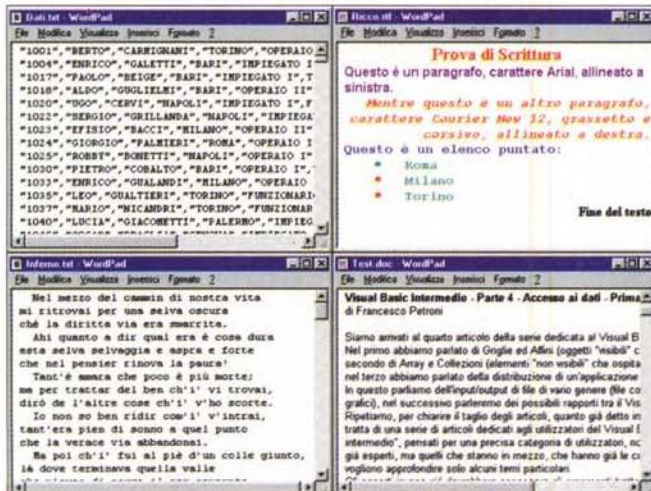 Dati.txt - WordPad
File Modifica Visualizza Inserisci Formato ?
"1001","BERTO","CARMIGNANI","TORINO","OPERAIO
"1004","ENRICO","GALETTI","BARI","IMPIEGATO I
"1017","PAOLO","BEIGE","BARI","IMPIEGATO I",T
"1018","ALDO","GUGLIELMI","BARI","OPERAIO II"
"1020","UGO","CERVI","NAPOLI","IMPIEGATO I",F
"1022","SERGIO","GRILLANDA","NAPOLI","IMPIEGA
"1023","EFISIO","BACCI","MILANO","OPERAIO II"
"1024","GIORGIO","PALMIERI","ROMA","OPERAIO I
"1025","ROBBY","BONETTI","NAPOLI","OPERAIO I"
"1030","PIETRO","COBALTO","BARI","OPERAIO I",
"1033","ENRICO","GUALANDI","MILANO","OPERAIO
"1035","LEO","GUALTIERI","TORINO","FUNZIONARI
"1037","MARIO","NICANDRI","TORINO","FUNZIONAR
"1040","LUCIA","GIACOMETTI","PALERMO","IMPIEG
Ricco.rtf - WordPad
File Modifica Visualizza Inserisci Formato ?
Prova di Scrittura
Questo è un paragrafo, carattere Arial, allineato a
sinistra.
Mentre questo è un altro paragrafo,
carattere Courier New 12, grassetto e
corsivo, allineato a destra.
Questo è un elenco puntato:
• Roma
• Milano
• Torino
Fine del testo
Inferno.txt - WordPad
File Modifica Visualizza Inserisci Formato ?
Nel mezzo del cammin di nostra vita
mi ritrovai per una selva oscura
ché la diritta via era smarrita.
Ahi quanto a dir qual era è cosa dura
esta selva selvaggia e aspra e forte
che nel pensier rinova la paura!
Tant'è amara che poco è più morte;
ma per trattar del ben ch'i' vi trovai,
dirò de l'altre cose ch'i' v'ho scorte.
Io non so ben ridir com'i' v'intrai,
tant'era pien di sonno a quel punto
che la verace via abbandonai.
Ma poi ch'i' fui al piè d'un colle giunto,
là dove terminava quella valle
Test.doc - WordPad
File Modifica Visualizza Inserisci Formato ?
Visual Basic Intermedio - Parte 4 - Accesso ai dati - Prima
di Francesco Petroni
Siamo arrivati al quarto articolo della serie dedicata al Visual B
Nel primo abbiamo parlato di Griglie ed Affini (oggetti "visibili" c
secondo di Array e Collezioni (elementi "non visibili" che ospita
nel terzo abbiamo parlato della distribuzione di un'applicazione
In questo parliamo dell'input/output di file di vario genere (file co
grafici), nel successivo parleremo dei possibili rapporti tra il Vis
Ripetiamo, per chiarire il taglio degli articoli, quanto già detto in
tratta di una serie di articoli dedicati agli utilizzatori del Visual B
intermedio", pensati per una precisa categoria di utilizzatori, nc
già esperti, ma quelli che stanno in mezzo, che hanno già le cc
vogliono approfondire solo alcuni temi particolari.